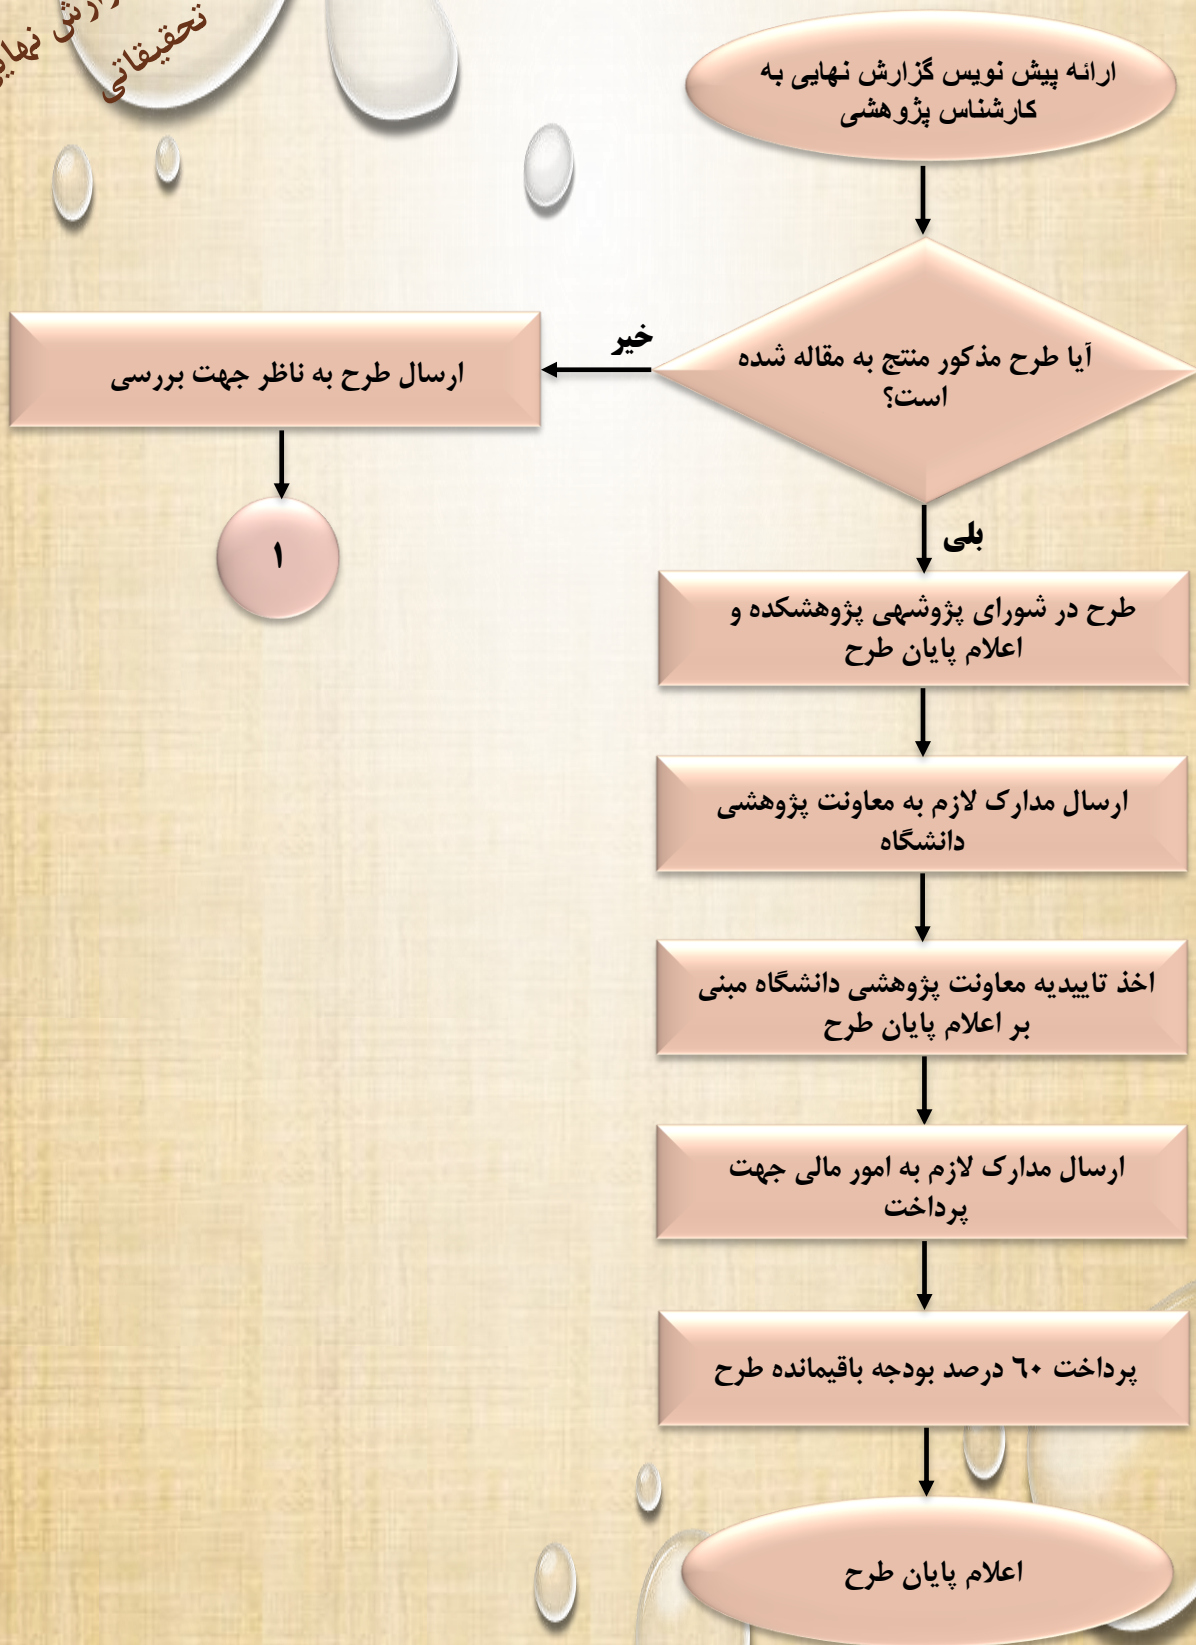 گزارش نهایی
تحقیقاتی
ارائه پیش نویس گزارش نهایی به
کارشناس پژوهشی
آیا طرح مذکور منتج به مقاله شده
است؟
خیر
ارسال طرح به ناظر جهت بررسی
۱
بلی
طرح در شورای پژوشهی پژوهشکده و
اعلام پایان طرح
ارسال مدارک لازم به معاونت پژوهشی
دانشگاه
اخذ تاییدیه معاونت پژوهشی دانشگاه مبنی
بر اعلام پایان طرح
ارسال مدارک لازم به امور مالی جهت
پرداخت
پرداخت ٦٠ درصد بودجه باقیمانده طرح
اعلام پایان طرح